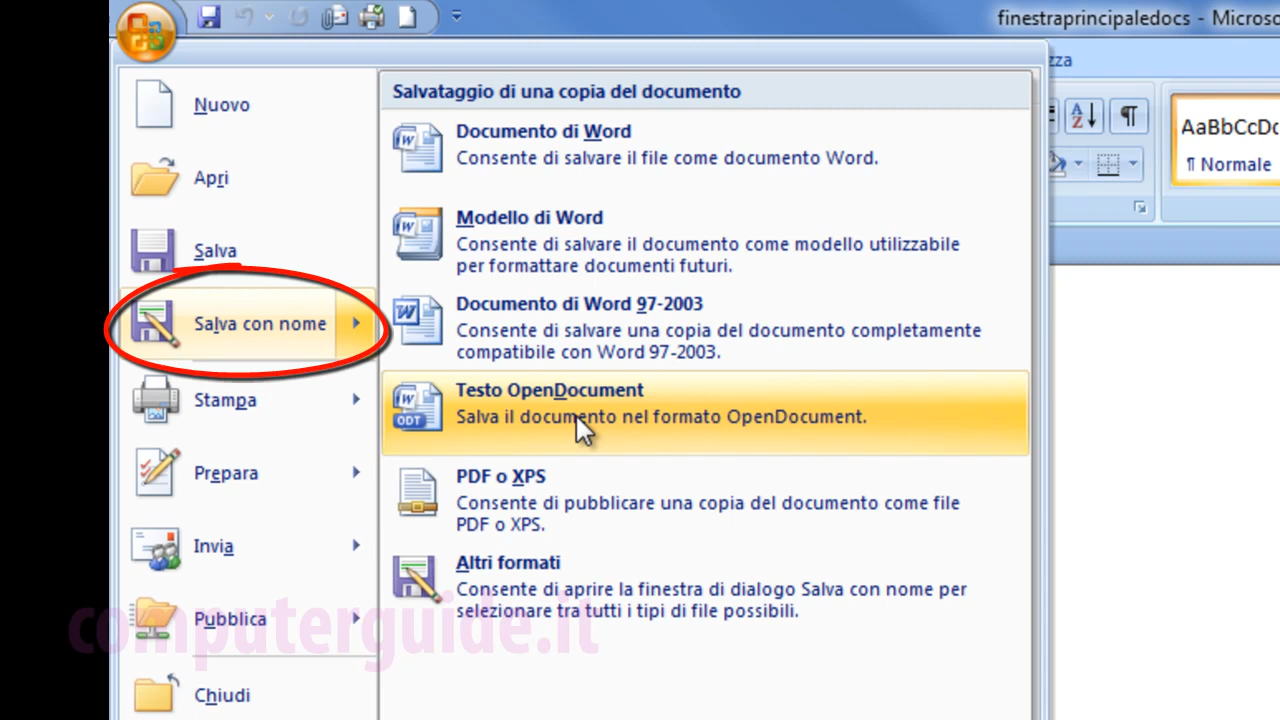 finestraprincipaledocs - Microso
zza
Nuovo
Apri
Salva
Salva con nome
Stampa
Prepara
Invia
Pubblica
Chiudi
Salvataggio di una copia del documento
Documento di Word
Consente di salvare il file come documento Word.
Modello di Word
Consente di salvare il documento come modello utilizzabile
per formattare documenti futuri.
Documento di Word 97-2003
Consente di salvare una copia del documento completamente
compatibile con Word 97-2003.
Testo OpenDocument
Salva il documento nel formato OpenDocument.
ODT
PDF o XPS
Consente di pubblicare una copia del documento come file
PDF o XPS.
Altri formati
Consente di aprire la finestra di dialogo Salva con nome per
selezionare tra tutti i tipi di file possibili.
A
Z
¶
AaBbCcDc
¶ Normale
computerguide.it